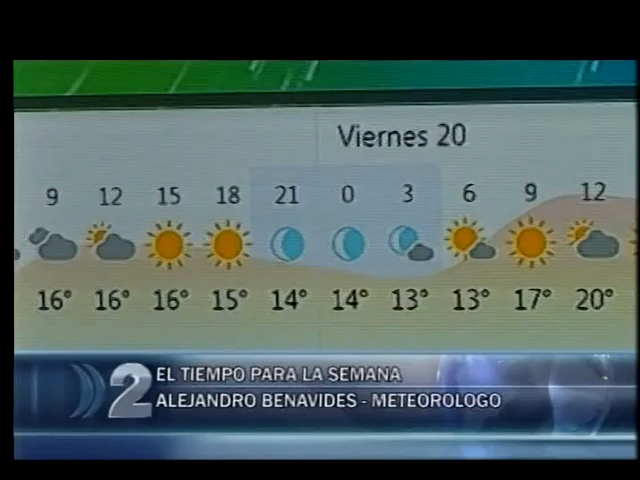 Viernes 20
9 12 15 18 21 0 3 6 9 12
16° 16° 16° 15° 14° 14° 13° 13° 17° 20°
2
EL TIEMPO PARA LA SEMANA
ALEJANDRO BENAVIDES - METEOROLOGO